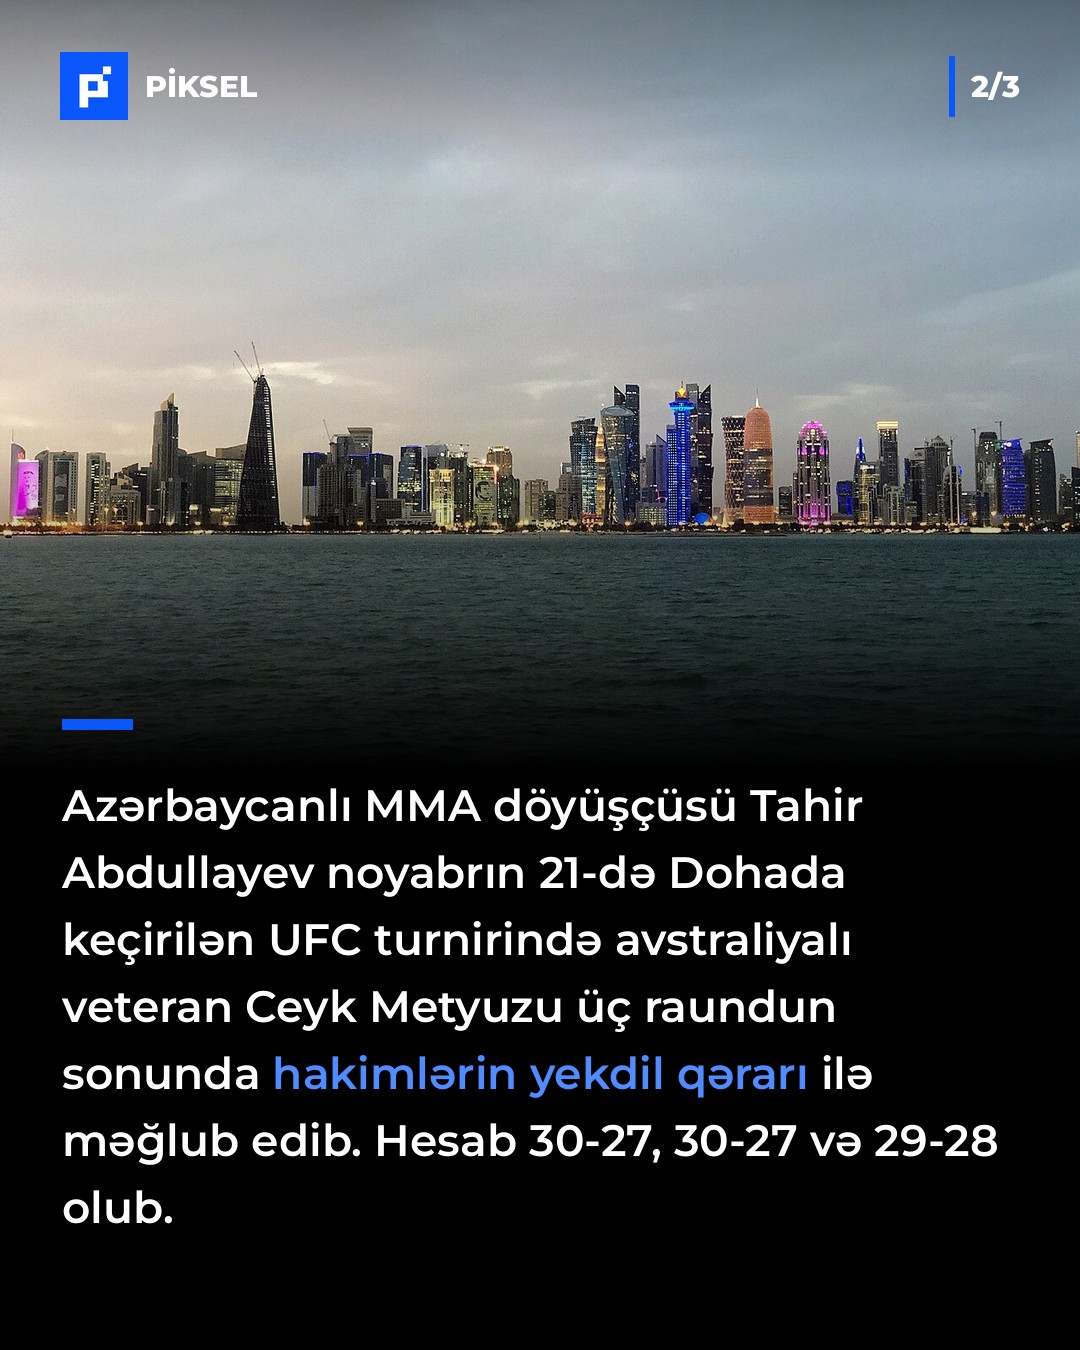 PİKSEL
2/3
Azərbaycanlı MMA döyüşçüsü Tahir
Abdullayev noyabrın 21-də Dohada
keçirilən UFC turnirində avstraliyalı
veteran Ceyk Metyuzu üç raundun
sonunda hakimlərin yekdil qərarı ilə
məğlub edib. Hesab 30-27, 30-27 və 29-28
olub.